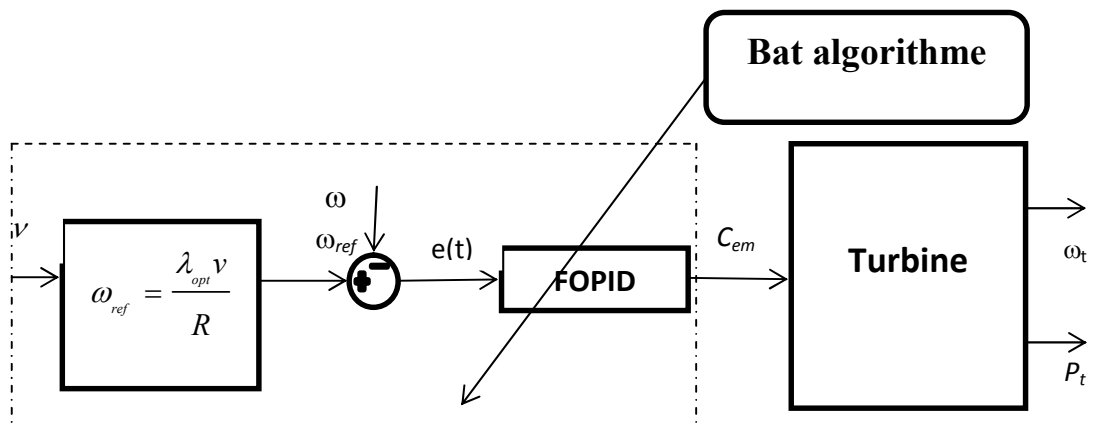 Bat algorithme
ν
ω_ref = λ_opt v / R
ω
ω_ref
e(t)
FOPID
C_em
Turbine
ω_t
P_t